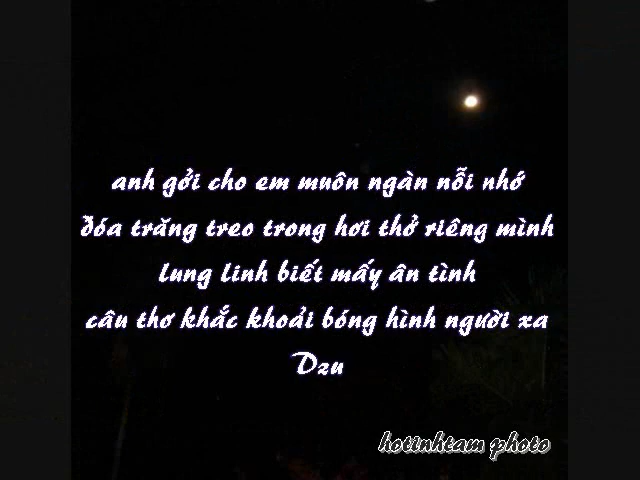 anh gởi cho em muôn ngàn nỗi nhớ
đóa trăng treo trong hơi thở riêng mình
lung linh biết mấy ân tình
câu thơ khắc khoải bóng hình người xa
Dzu
hotinhtam photo